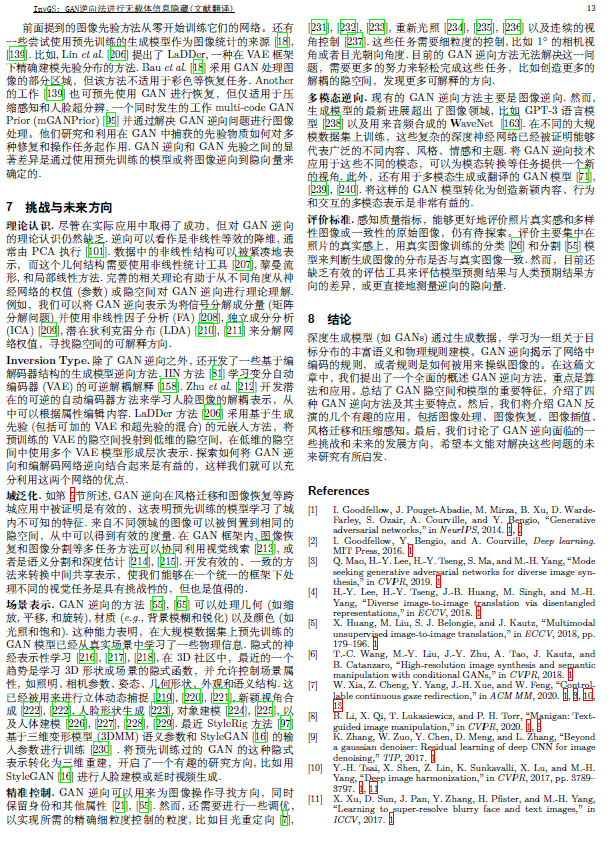 InvGS: GAN逆向法进行无载体信息隐藏(文献翻译)
13
前面提到的图像先验方法从零开始训练它们的网络. 还有
一些尝试使用预先训练的生成模型作为图像统计的来源 [18],
[139]. 比如, Lin et al. [206] 提出了 LaDDer, 一种在 VAE 框架
下精确建模先验分布的方法. Bau et al. [18] 采用 GAN 处理图
像的部分区域, 但该方法不适用于彩色等恢复任务. Another
的工作 [139] 也可预先使用 GAN 进行恢复, 但仅适用于压
缩感知和人脸超分辨. 一个同时发生的工作 multi-code GAN
Prior (mGANPrior) [95] 并通过解决 GAN 逆向问题进行图像
处理. 他们研究和利用在 GAN 中捕获的先验物质如何对多
种修复和操作任务起作用. GAN 逆向和 GAN 先验之间的显
著差异是通过使用预先训练的模型或将图像逆向到隐向量来
确定的.
7 挑战与未来方向
理论认识. 尽管在实际应用中取得了成功, 但对 GAN 逆向
的理论认识仍然缺乏. 逆向可以看作是非线性等效的降维, 通
常由 PCA 执行 [101]. 数据中的非线性结构可以被紧凑地表
示, 而这个几何结构需要使用非线性统计工具 [207], 黎曼流
形, 和局部线性方法. 完善的相关理论有助于从不同角度从神
经网络的权值 (参数) 或隐空间对 GAN 逆向进行理论理解.
例如, 我们可以将 GAN 逆向表示为将信号分解成分量 (矩阵
分解问题) 并使用非线性因子分析 (FA) [208], 独立成分分析
(ICA) [209], 潜在狄利克雷分布 (LDA) [210], [211] 来分解网
络权值, 寻找隐空间的可解释方向.
Inversion Type. 除了 GAN 逆向之外, 还开发了一些基于编
解码器结构的生成模型逆向方法. IIN 方法 [81] 学习变分自动
编码器 (VAE) 的可逆解耦解释 [158]. Zhu et al. [212] 开发潜
在的可逆的自动编码器方法来学习人脸图像的解耦表示, 从
中可以根据属性编辑内容. LaDDer 方法 [206] 采用基于生成
先验 (包括可加的 VAE 和超先验的混合) 的元嵌入方法, 将
预训练的 VAE 的隐空间投射到低维的隐空间, 在低维的隐空
间中使用多个 VAE 模型形成层次表示. 探索如何将 GAN 逆
向和编解码网络逆向结合起来是有益的, 这样我们就可以充
分利用这两个网络的优点.
域泛化. 如第 节所述, GAN 逆向在风格迁移和图像恢复等跨
域应用中被证明是有效的, 这表明预先训练的模型学习了域
内不可知的特征. 来自不同领域的图像可以被倒置到相同的
隐空间, 从中可以得到有效的度量. 在 GAN 框架内, 图像恢
复和图像分割等多任务方法可以协同利用视觉线索 [213], 或
者是语义分割和深度估计 [214], [215]. 开发有效的、一致的方
法来转换中间共享表示, 使我们能够在一个统一的框架下处
理不同的视觉任务是具有挑战性的, 但也是值得的.
场景表示. GAN 逆向的方法 [55], [65] 可以处理几何 (如缩
放, 平移, 和旋转), 材质 (e.g., 背景模糊和锐化) 以及颜色 (如
光照和饱和). 这种能力表明, 在大规模数据集上预先训练的
GAN 模型已经从真实场景中学习了一些物理信息. 隐式的神
经表示性学习 [216], [217], [218], 在 3D 社区中, 最近的一个
趋势是学习 3D 形状或场景的隐式函数, 并允许控制场景属
性, 如照明, 相机参数, 姿态, 几何形状, 外观和语义结构. 这
已经被用来进行立体动态捕捉 [219], [220], [221], 新颖视角合
成 [222], [222], 人脸形状生成 [223], 对象建模 [224], [225], 以
及人体建模 [226], [227], [228], [229]. 最近 StyleRig 方法 [97]
基于三维变形模型 (3DMM) 语义参数和 StyleGAN [16] 的输
入参数进行训练 [230] . 将预先训练过的 GAN 的这种隐式
表示转化为三维重建, 开启了一个有趣的研究方向, 比如用
StyleGAN [16] 进行人脸建模或延时视频生成.
精准控制. GAN 逆向可以用来为图像操作寻找方向, 同时
保留身份和其他属性 [21], [65]. 然而, 还需要进行一些调优,
以实现所需的精确细粒度控制的粒度, 比如目光重定向 [7],
[231], [232], [233], 重新光照 [234], [235], [236] 以及连续的视
角控制 [237]. 这些任务需要细粒度的控制, 比如 1° 的相机视
角或者目光朝向角度. 目前的 GAN 逆向方法无法解决这一问
题, 需要更多的努力来轻松完成这些任务, 比如创造更多的
解耦的隐空间, 发现更多可解释的方向.
多模态逆向. 现有的 GAN 逆向方法主要是图像逆向. 然而,
生成模型的最新进展超出了图像领域, 比如 GPT-3 语言模
型 [238] 以及用来音频合成的 WaveNet [163]. 在不同的大规
模数据集上训练, 这些复杂的深度神经网络已经被证明能够
代表广泛的不同内容、风格、情感和主题. 将 GAN 逆向技术
应用于这些不同的模态, 可以为模态转换等任务提供一个新
的视角. 此外, 还有用于多模态生成或翻译的 GAN 模型 [71],
[239], [240]. 将这样的 GAN 模型转化为创造新颖内容、行为
和交互的多模态表示是非常有益的.
评价标准. 感知质量指标, 能够更好地评价照片真实感和多样
性图像或一致性的原始图像, 仍有待探索. 评价主要集中在
照片的真实感上, 用真实图像训练的分类 [26] 和分割 [55] 模
型来判断生成图像的分布是否与真实图像一致. 然而, 目前还
缺乏有效的评估工具来评估模型预测结果与人类预期结果方
向的差异, 或更直接地测量逆向的隐向量.
8 结论
深度生成模型 (如 GANs) 通过生成数据, 学习为一组关于目
标分布的丰富语义和物理规则建模. GAN 逆向揭示了网络中
编码的规则, 或者规则是如何被用来操纵图像的. 在这篇文
章中, 我们提出了一个全面的概述 GAN 逆向方法, 重点是算
法和应用. 总结了 GAN 隐空间和模型的重要特征, 介绍了四
种 GAN 逆向方法及其主要特点. 然后, 我们将介绍 GAN 反
演的几个有趣的应用, 包括图像处理、图像恢复、图像插值、
风格迁移和压缩感知. 最后, 我们讨论了 GAN 逆向面临的一
些挑战和未来的发展方向, 希望本文能对解决这些问题的未
来研究有所启发.
References
[1] I. Goodfellow, J. Pouget-Abadie, M. Mirza, B. Xu, D. Warde-
Farley, S. Ozair, A. Courville, and Y. Bengio, “Generative
adversarial networks,” in NeurIPS, 2014. 1, 2
[2] I. Goodfellow, Y. Bengio, and A. Courville, Deep learning.
MIT Press, 2016. 1
[3] Q. Mao, H.-Y. Lee, H.-Y. Tseng, S. Ma, and M.-H. Yang, “Mode
seeking generative adversarial networks for diverse image syn-
thesis,” in CVPR, 2019. 1
[4] H.-Y. Lee, H.-Y. Tseng, J.-B. Huang, M. Singh, and M.-H.
Yang, “Diverse image-to-image translation via disentangled
representations,” in ECCV, 2018. 1
[5] X. Huang, M. Liu, S. J. Belongie, and J. Kautz, “Multimodal
unsupervised image-to-image translation,” in ECCV, 2018, pp.
179–196. 1
[6] T.-C. Wang, M.-Y. Liu, J.-Y. Zhu, A. Tao, J. Kautz, and
B. Catanzaro, “High-resolution image synthesis and semantic
manipulation with conditional GANs,” in CVPR, 2018. 1
[7] W. Xia, Z. Cheng, Y. Yang, J.-H. Xue, and W. Feng, “Control-
lable continuous gaze redirection,” in ACM MM, 2020. 1, 8, 10,
13
[8] B. Li, X. Qi, T. Lukasiewicz, and P. H. Torr, “Manigan: Text-
guided image manipulation,” in CVPR, 2020. 1, 8
[9] K. Zhang, W. Zuo, Y. Chen, D. Meng, and L. Zhang, “Beyond
a gaussian denoiser: Residual learning of deep CNN for image
denoising,” TIP, 2017. 1
[10] Y.-H. Tsai, X. Shen, Z. Lin, K. Sunkavalli, X. Lu, and M.-H.
Yang, “Deep image harmonization,” in CVPR, 2017, pp. 3789–
3797. 1, 11
[11] X. Xu, D. Sun, J. Pan, Y. Zhang, H. Pfister, and M.-H. Yang,
“Learning to super-resolve blurry face and text images,” in
ICCV, 2017. 1